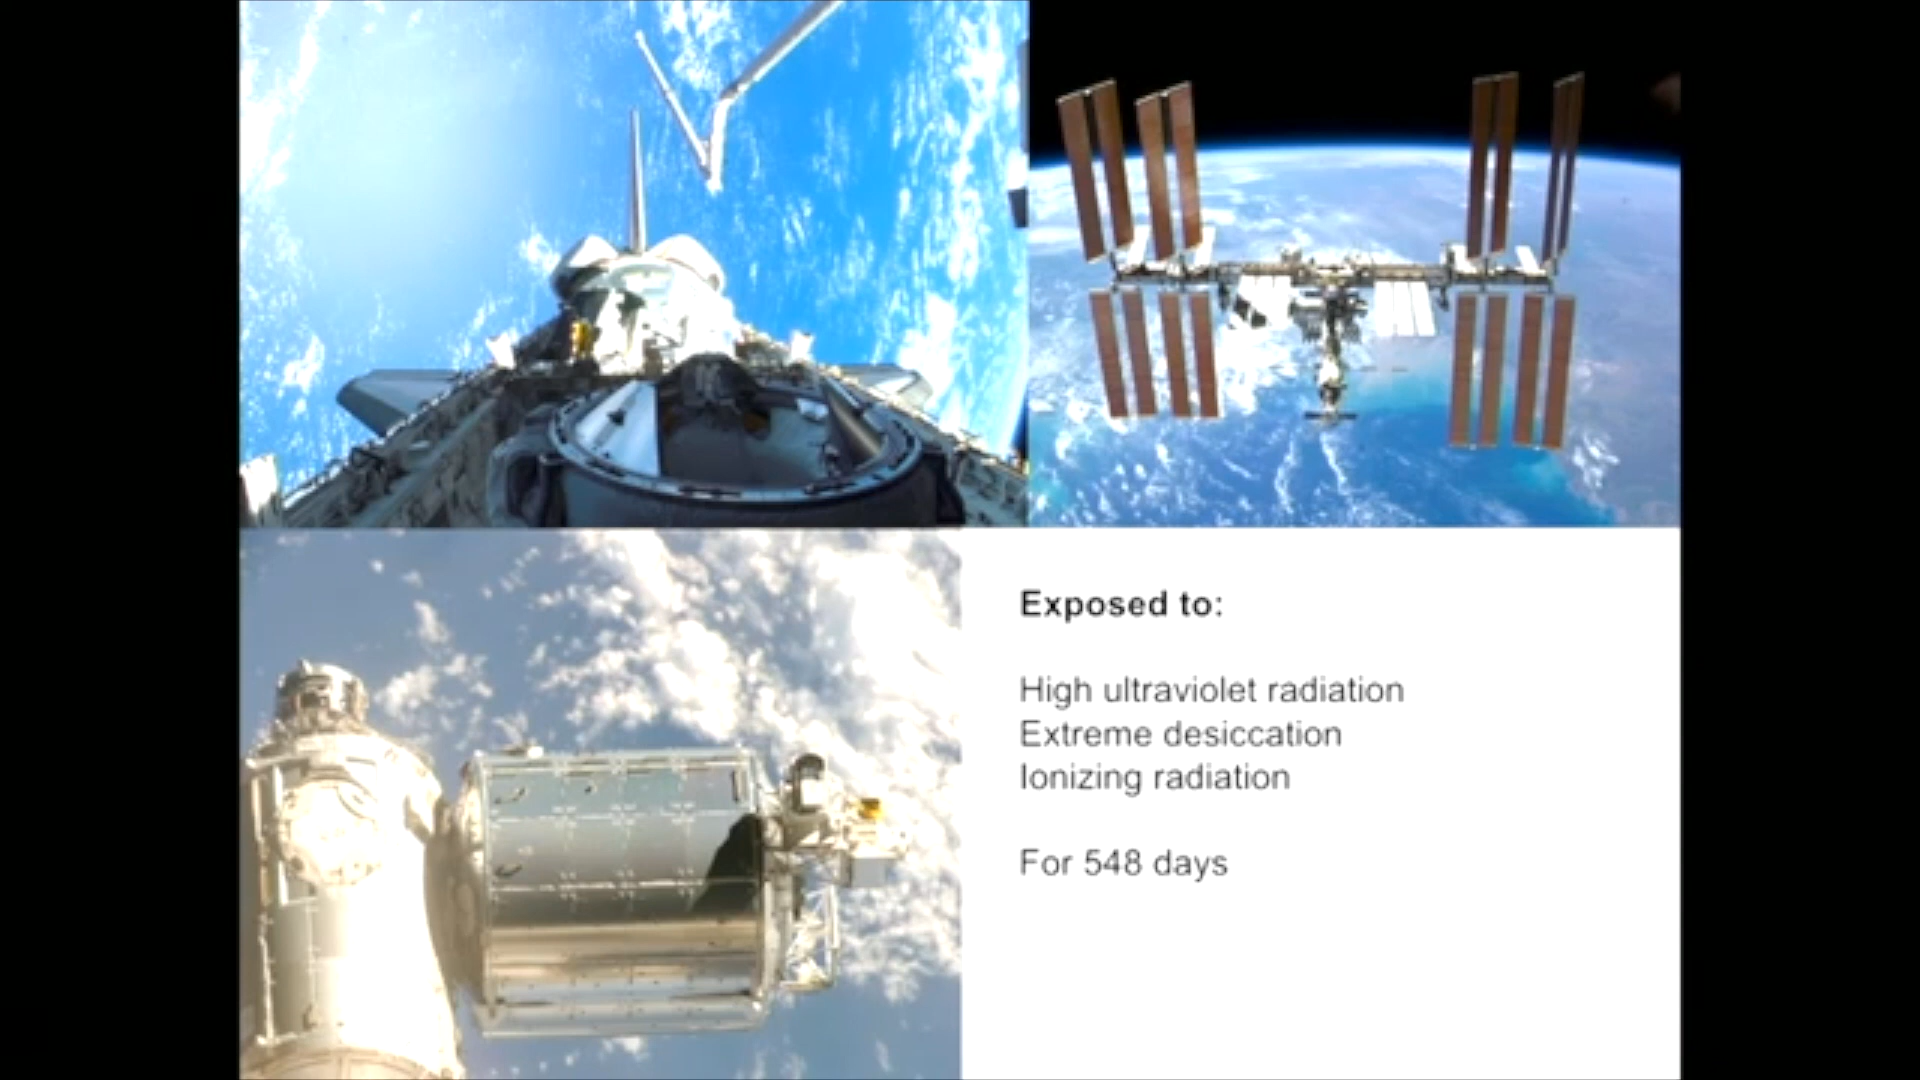 Exposed to:
High ultraviolet radiation
Extreme desiccation
Ionizing radiation
For 548 days